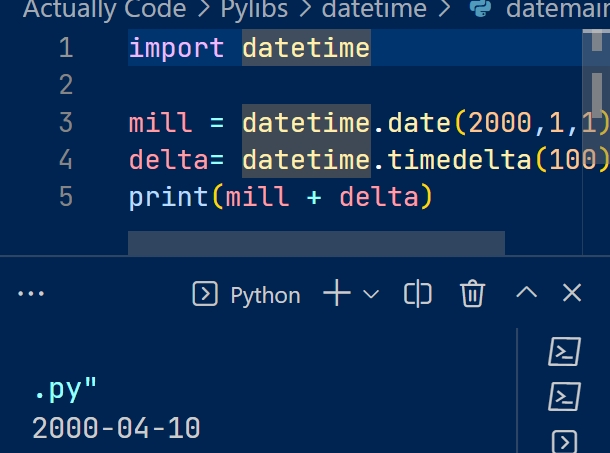 Actually Code > Pylibs > datetime > datemain
1 import datetime
2
3 mill = datetime.date(2000,1,1)
4 delta= datetime.timedelta(100)
5 print(mill + delta)
... Python
.py"
2000-04-10